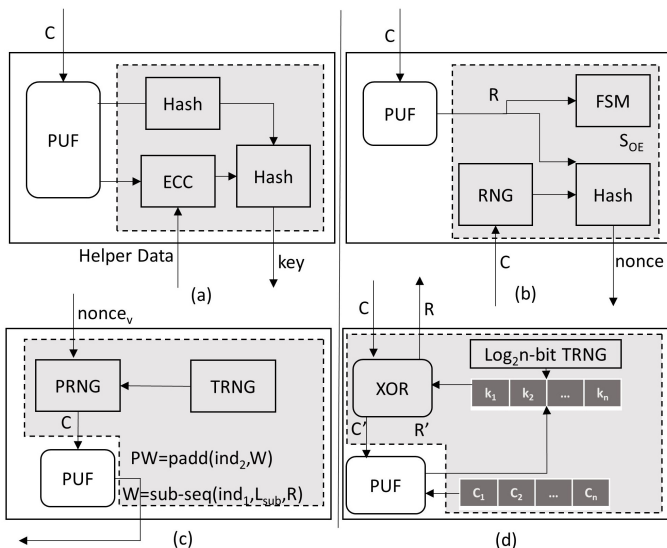 C
PUF
Hash
ECC
Hash
Helper Data
key
(a)
C
PUF
R
FSM
S_OE
RNG
Hash
C
nonce
(b)
nonce_v
PRNG
TRNG
C
PUF
PW=padd(ind_2,W)
W=sub-seq(ind_1,L_sub,R)
(c)
C
R
Log_2n-bit TRNG
XOR
k_1 k_2 ... k_n
C'
R'
PUF
C_1 C_2 ... C_n
(d)